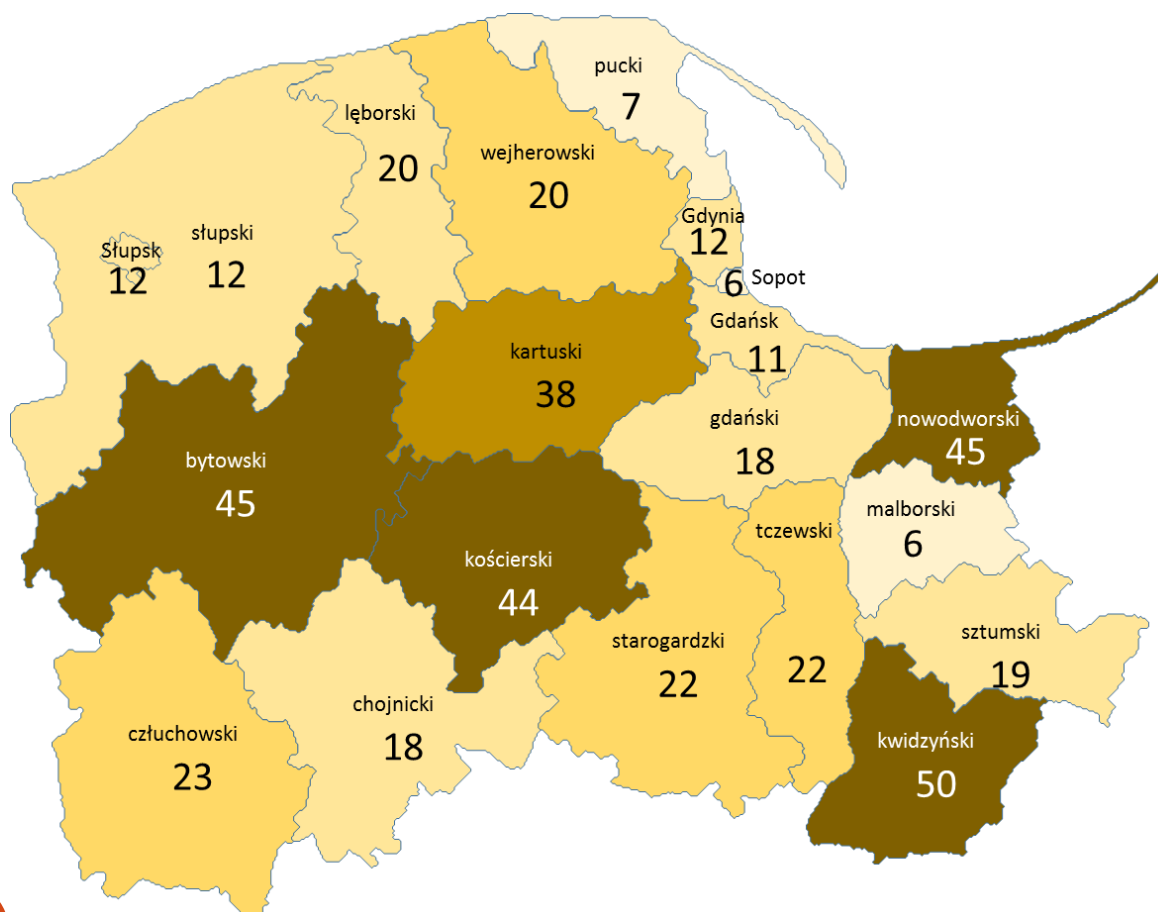 pucki
7
lęborski
20
wejherowski
20
Gdynia
12
słupski
12
Słupsk
12
6 Sopot
Gdańsk
11
kartuski
38
gdański
18
nowodworski
45
bytowski
45
malborski
6
tczewski
22
kościerski
44
starogardzki
22
sztumski
19
chojnicki
18
człuchowski
23
kwidzyński
50